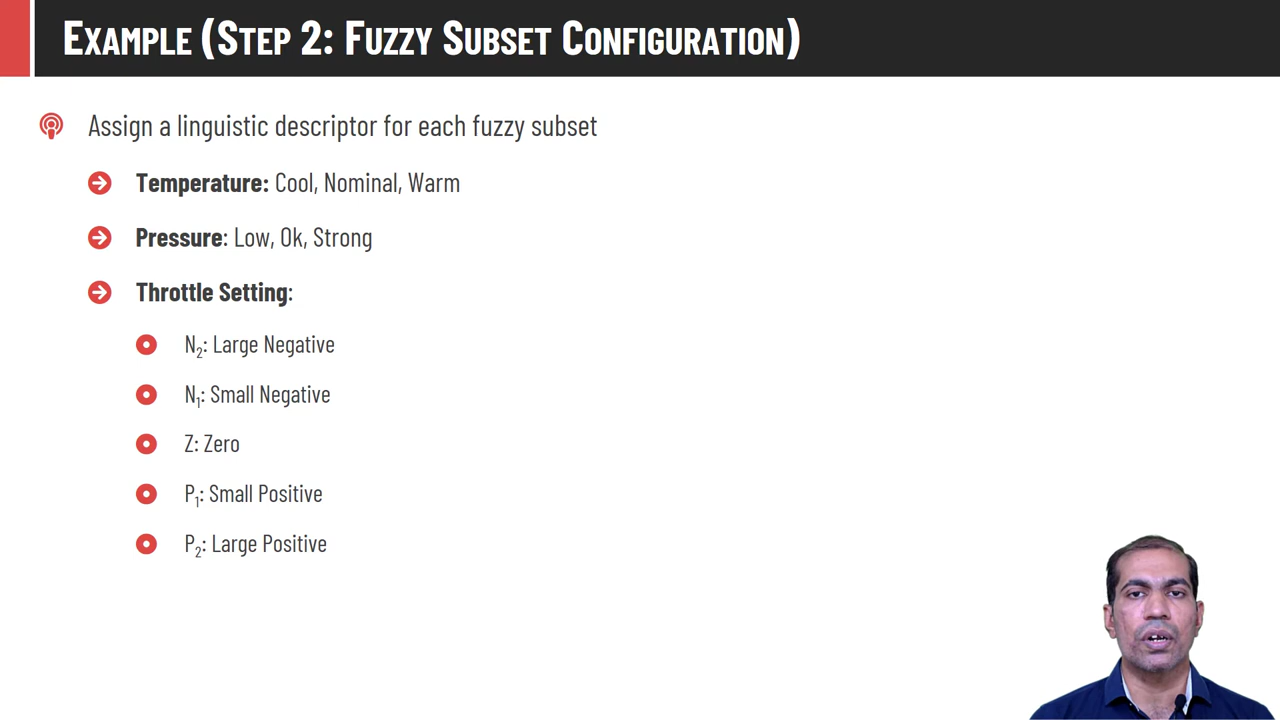 Example (Step 2: Fuzzy Subset Configuration)
Assign a linguistic descriptor for each fuzzy subset
Temperature: Cool, Nominal, Warm
Pressure: Low, Ok, Strong
Throttle Setting:
N₂: Large Negative
N₁: Small Negative
Z: Zero
P₁: Small Positive
P₂: Large Positive